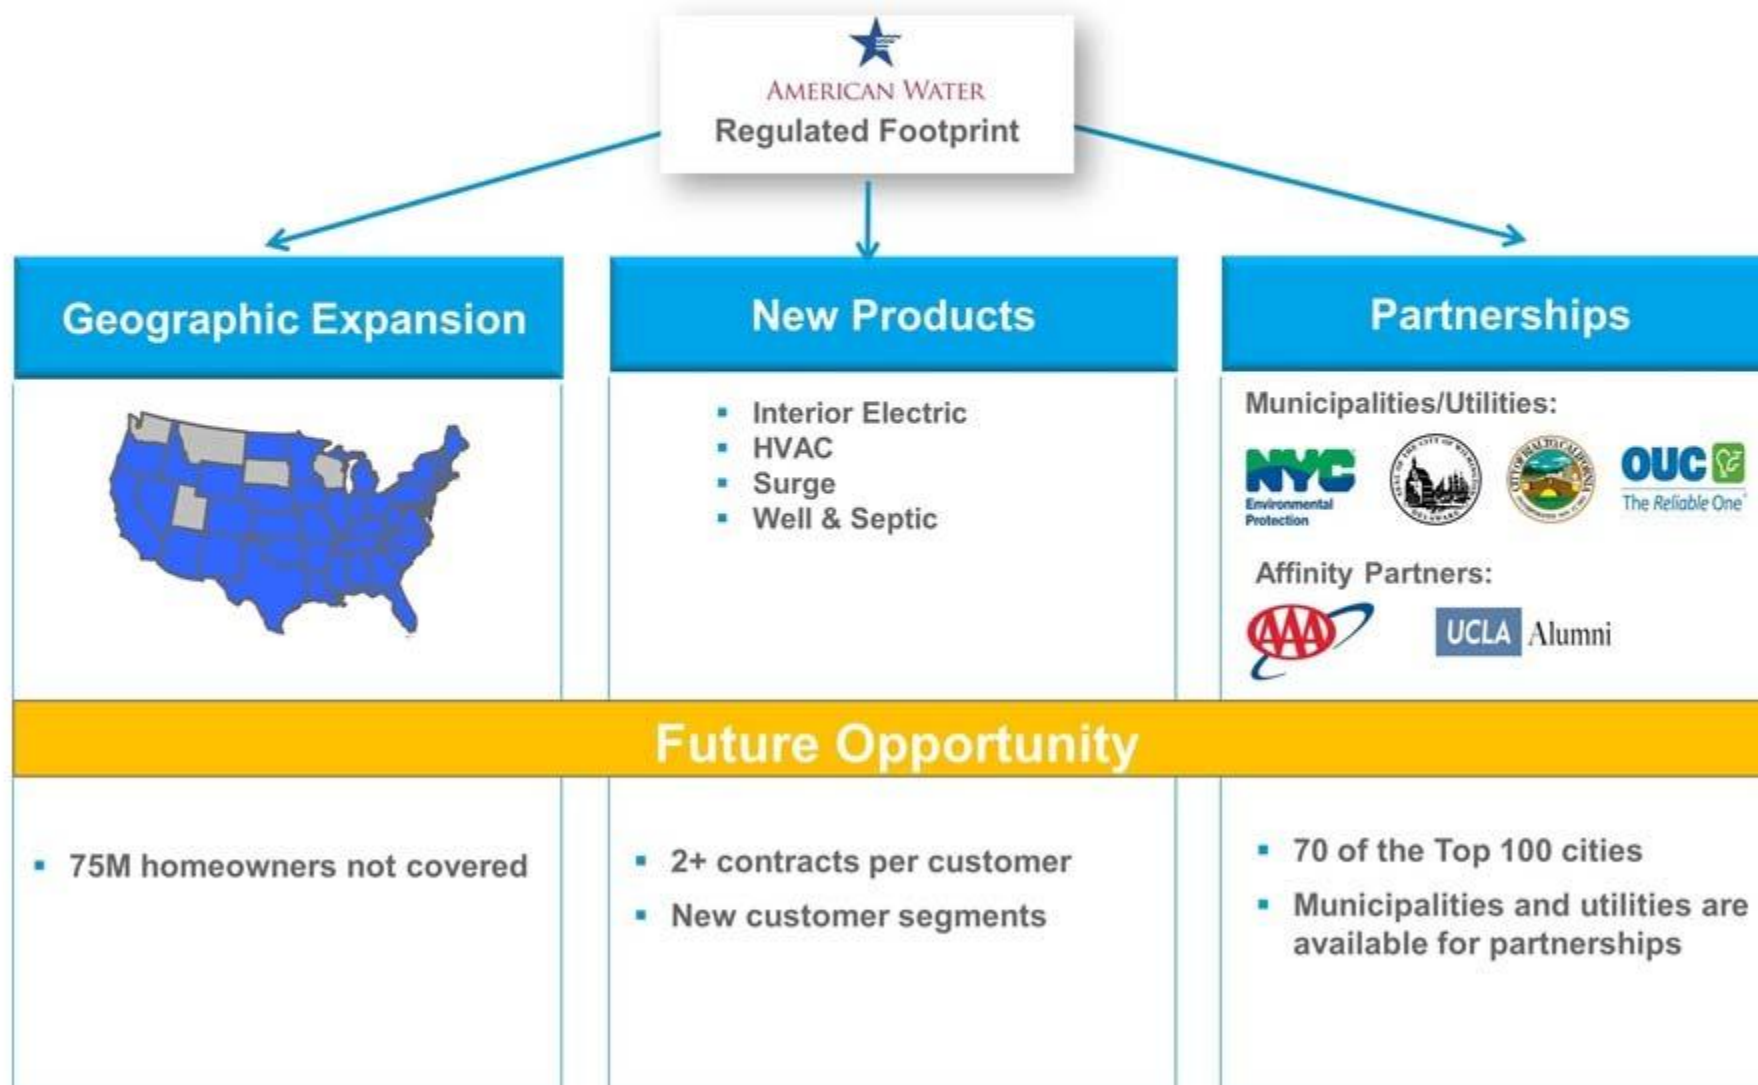 AMERICAN WATER
Regulated Footprint
Geographic Expansion
New Products
▪ Interior Electric
▪ HVAC
▪ Surge
▪ Well & Septic
Partnerships
Municipalities/Utilities:
NYC
Environmental
Protection
OUC
The Reliable One
Affinity Partners:
AAA
UCLA Alumni
Future Opportunity
▪ 75M homeowners not covered
▪ 2+ contracts per customer
▪ New customer segments
▪ 70 of the Top 100 cities
▪ Municipalities and utilities are
available for partnerships